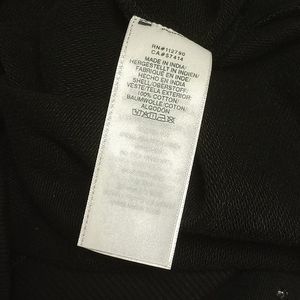 RN#112790
CA#57414
MADE IN INDIA/
HERGESTELLT IN INDIEN/
FABRIQUÉ EN INDE/
HECHO EN INDIA
SHELL/OBERSTOFF/
VESTE/TELA EXTERIOR:
100% COTTON/
BAUMWOLLE/COTON/
ALGODÓN